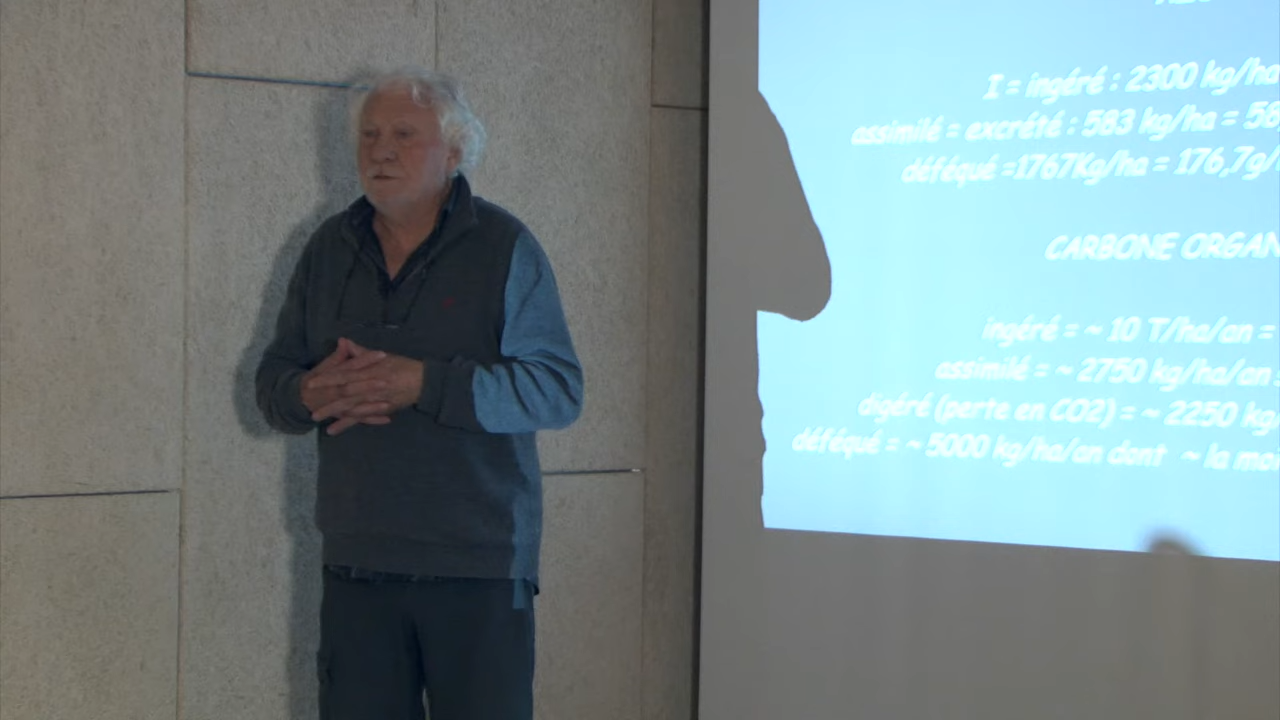 I = ingéré : 2300 kg/ha
assimilé = excrété : 583 kg/ha = 58
déféqué =1767Kg/ha = 176,7g/
CARBONE ORGAN
ingéré = ~ 10 T/ha/an =
assimilé = ~ 2750 kg/ha/an
digéré (perte en CO2) = ~ 2250 kg
déféqué = ~ 5000 kg/ha/an dont ~ la moi